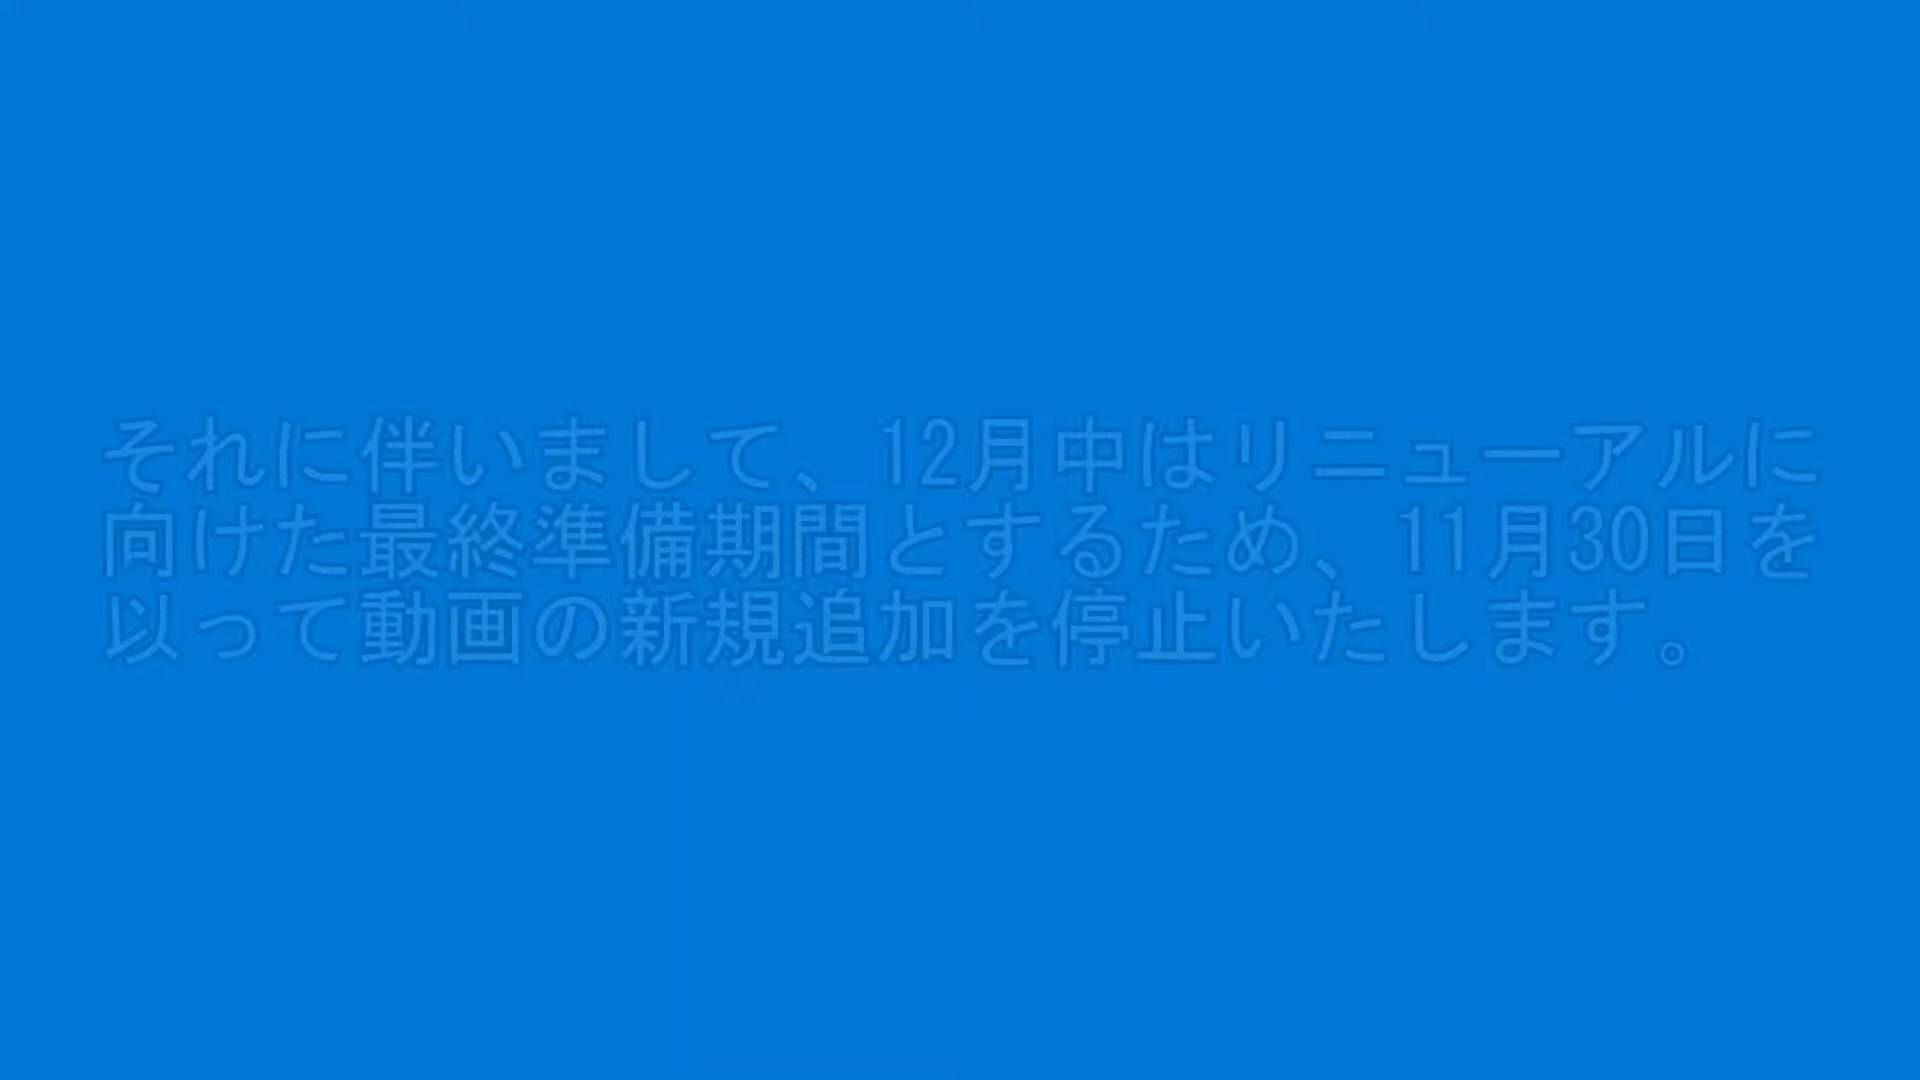 それに伴いまして、12月中はリニューアルに
向けた最終準備期間とするため、11月30日を
以って動画の新規追加を停止いたします。